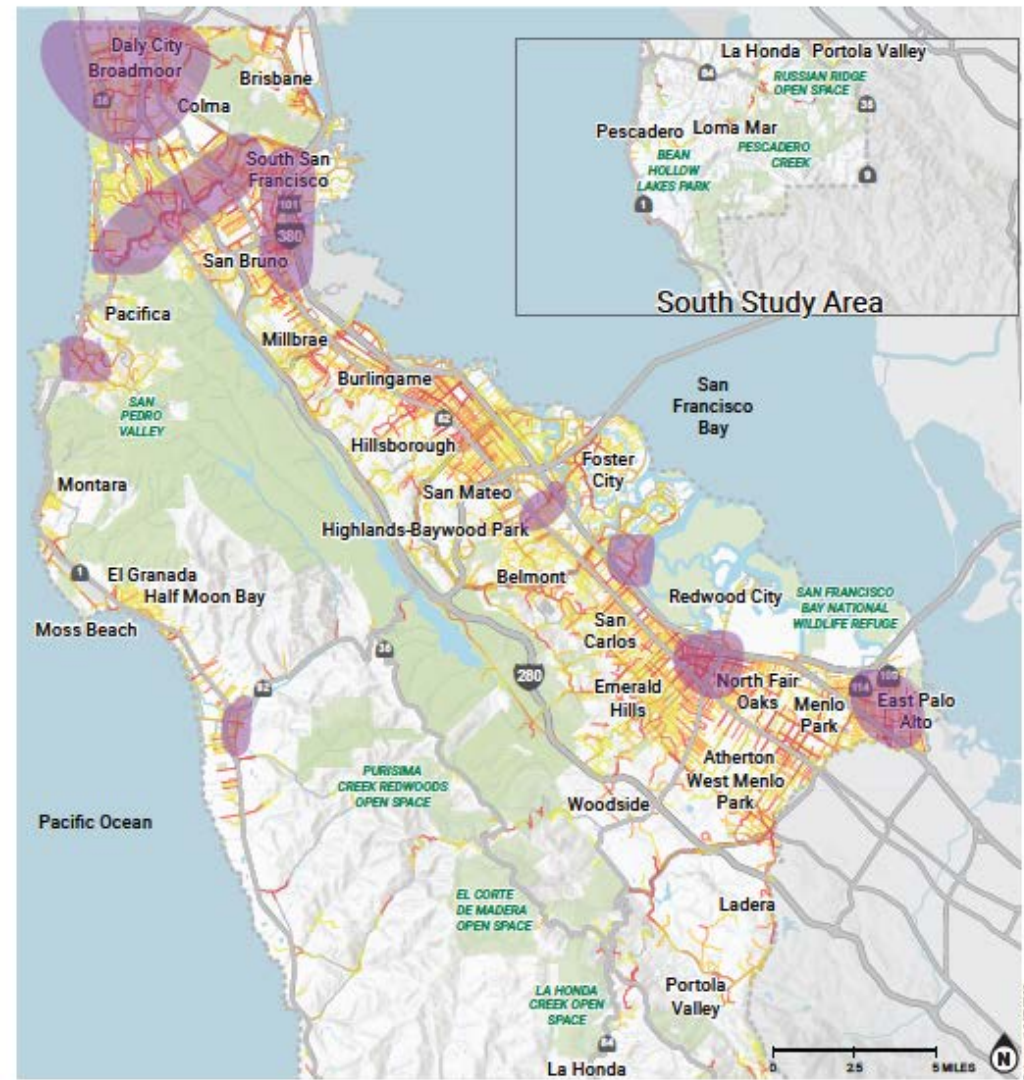 Daly City
Broadmoor
Brisbane
Colma
35
South San
Francisco
101
380
San Bruno
Pacifica
Millbrae
Burlingame
82
Hillsborough
SAN
PEDRO
VALLEY
San
Francisco
Bay
Foster
City
Montara
San Mateo
Highlands-Baywood Park
1
El Granada
Half Moon Bay
Belmont
Redwood City
SAN FRANCISCO
BAY NATIONAL
WILDLIFE REFUGE
Moss Beach
San
Carlos
280
Emerald
Hills
North Fair
Oaks
Menlo
Park
114
109
East Palo
Alto
Atherton
West Menlo
Park
PURISIMA
CREEK REDWOODS
OPEN SPACE
Woodside
Pacific Ocean
EL CORTE
DE MADERA
OPEN SPACE
Ladera
Portola
Valley
LA HONDA
CREEK OPEN
SPACE
84
La Honda
0 2.5 5 MILES
N
La Honda Portola Valley
84
RUSSIAN RIDGE
OPEN SPACE
35
Pescadero Loma Mar
BEAN
HOLLOW
LAKES PARK
PESCADERO
CREEK
9
1
South Study Area